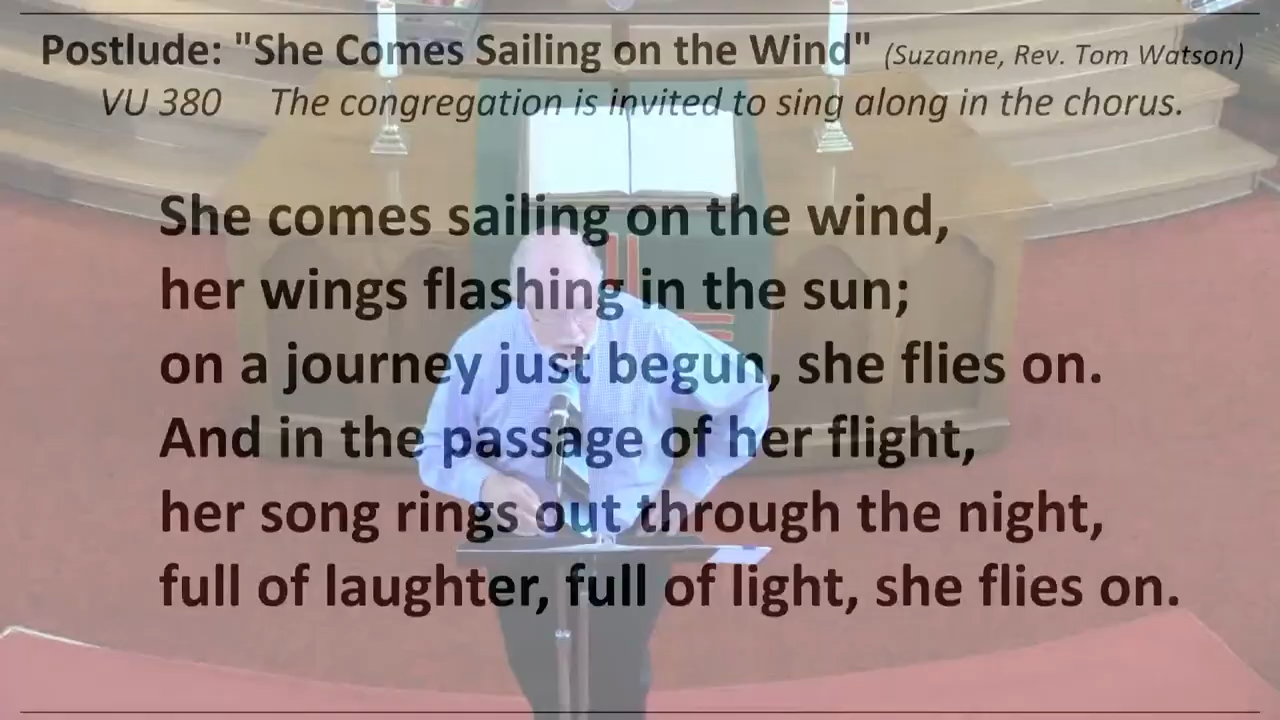 Postlude: "She Comes Sailing on the Wind" (Suzanne, Rev. Tom Watson)
VU 380 The congregation is invited to sing along in the chorus.
She comes sailing on the wind,
her wings flashing in the sun;
on a journey just begun, she flies on.
And in the passage of her flight,
her song rings out through the night,
full of laughter, full of light, she flies on.